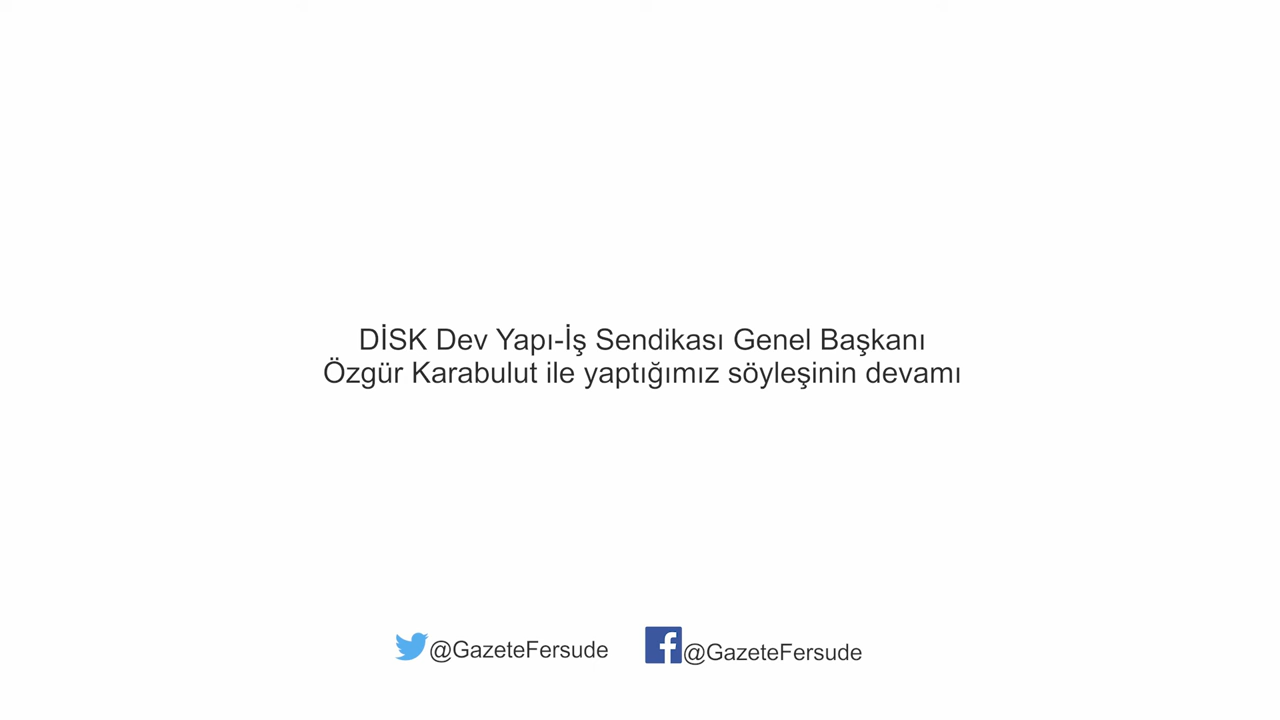 DİSK Dev Yapı-İş Sendikası Genel Başkanı
Özgür Karabulut ile yaptığımız söyleşinin devamı
@GazeteFersude @GazeteFersude